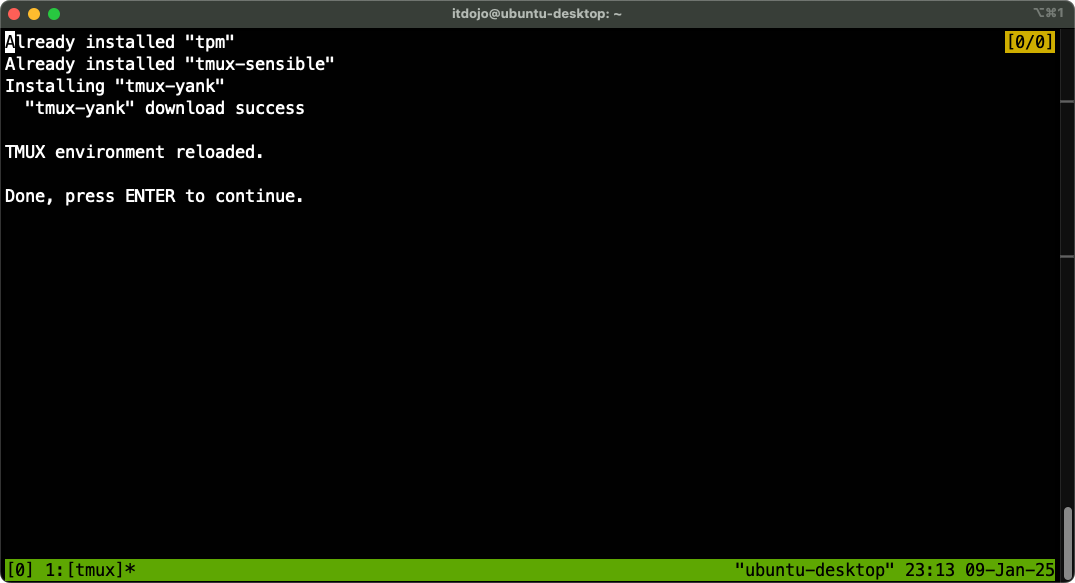 itdojo@ubuntu-desktop: ~
⌥⌘1
Already installed "tpm"
[0/0]
Already installed "tmux-sensible"
Installing "tmux-yank"
  "tmux-yank" download success
TMUX environment reloaded.
Done, press ENTER to continue.
[0] 1:[tmux]*
"ubuntu-desktop" 23:13 09-Jan-25